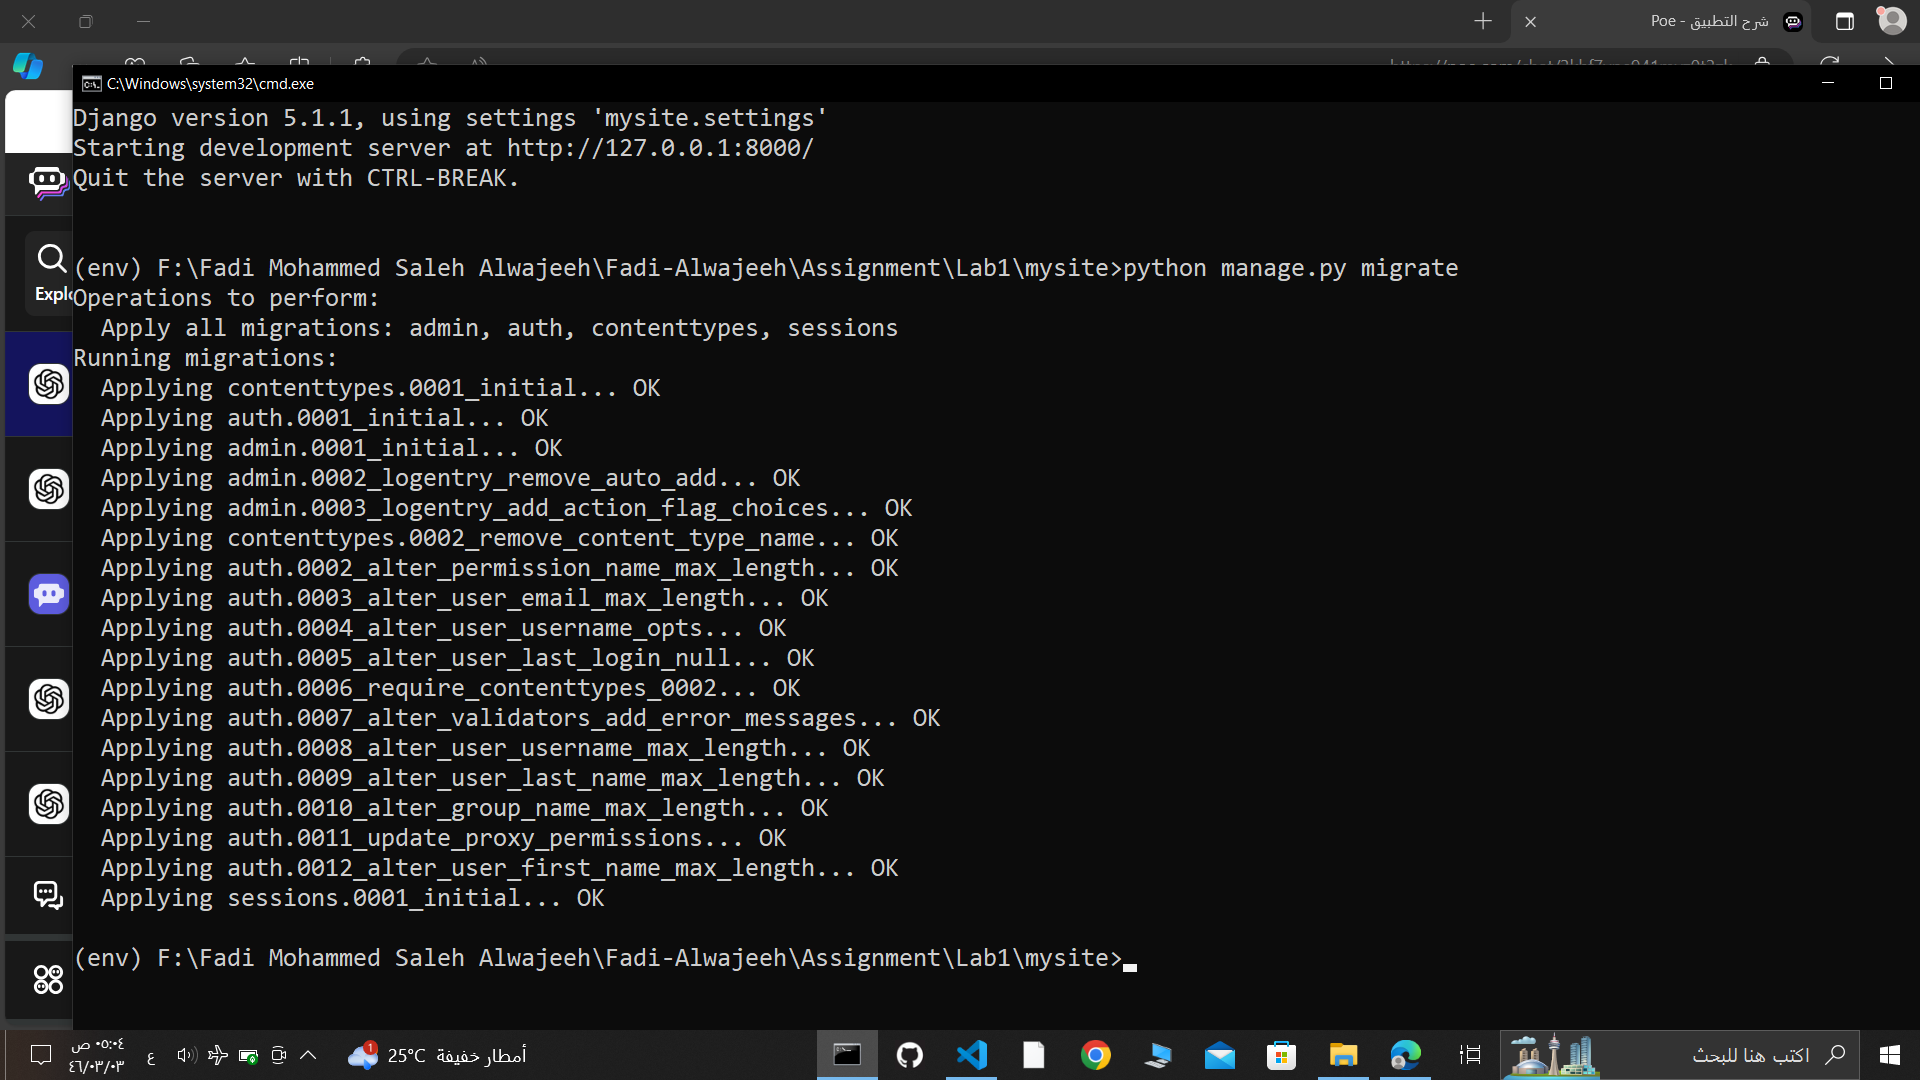 شرح التطبيق - Poe
C:\Windows\system32\cmd.exe
Django version 5.1.1, using settings 'mysite.settings'
Starting development server at http://127.0.0.1:8000/
Quit the server with CTRL-BREAK.
(env) F:\Fadi Mohammed Saleh Alwajeeh\Fadi-Alwajeeh\Assignment\Lab1\mysite>python manage.py migrate
Operations to perform:
  Apply all migrations: admin, auth, contenttypes, sessions
Running migrations:
  Applying contenttypes.0001_initial... OK
  Applying auth.0001_initial... OK
  Applying admin.0001_initial... OK
  Applying admin.0002_logentry_remove_auto_add... OK
  Applying admin.0003_logentry_add_action_flag_choices... OK
  Applying contenttypes.0002_remove_content_type_name... OK
  Applying auth.0002_alter_permission_name_max_length... OK
  Applying auth.0003_alter_user_email_max_length... OK
  Applying auth.0004_alter_user_username_opts... OK
  Applying auth.0005_alter_user_last_login_null... OK
  Applying auth.0006_require_contenttypes_0002... OK
  Applying auth.0007_alter_validators_add_error_messages... OK
  Applying auth.0008_alter_user_username_max_length... OK
  Applying auth.0009_alter_user_last_name_max_length... OK
  Applying auth.0010_alter_group_name_max_length... OK
  Applying auth.0011_update_proxy_permissions... OK
  Applying auth.0012_alter_user_first_name_max_length... OK
  Applying sessions.0001_initial... OK
(env) F:\Fadi Mohammed Saleh Alwajeeh\Fadi-Alwajeeh\Assignment\Lab1\mysite>
Explo
اكتب هنا للبحث
أمطار خفيفة 25°C
1
ع
٠٥:٠٤ ص
٤٦/٠٣/٠٣